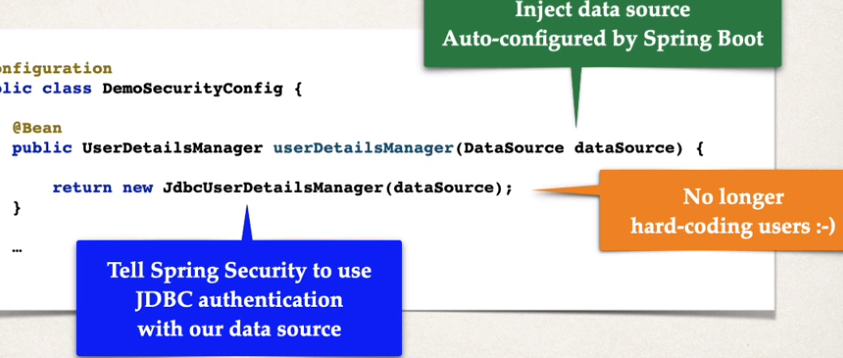 Inject data source
Auto-configured by Spring Boot
onfiguration
blic class DemoSecurityConfig {
@Bean
public UserDetailsManager userDetailsManager(DataSource dataSource) {
return new JdbcUserDetailsManager(dataSource);
}
…
No longer
hard-coding users :-)
Tell Spring Security to use
JDBC authentication
with our data source